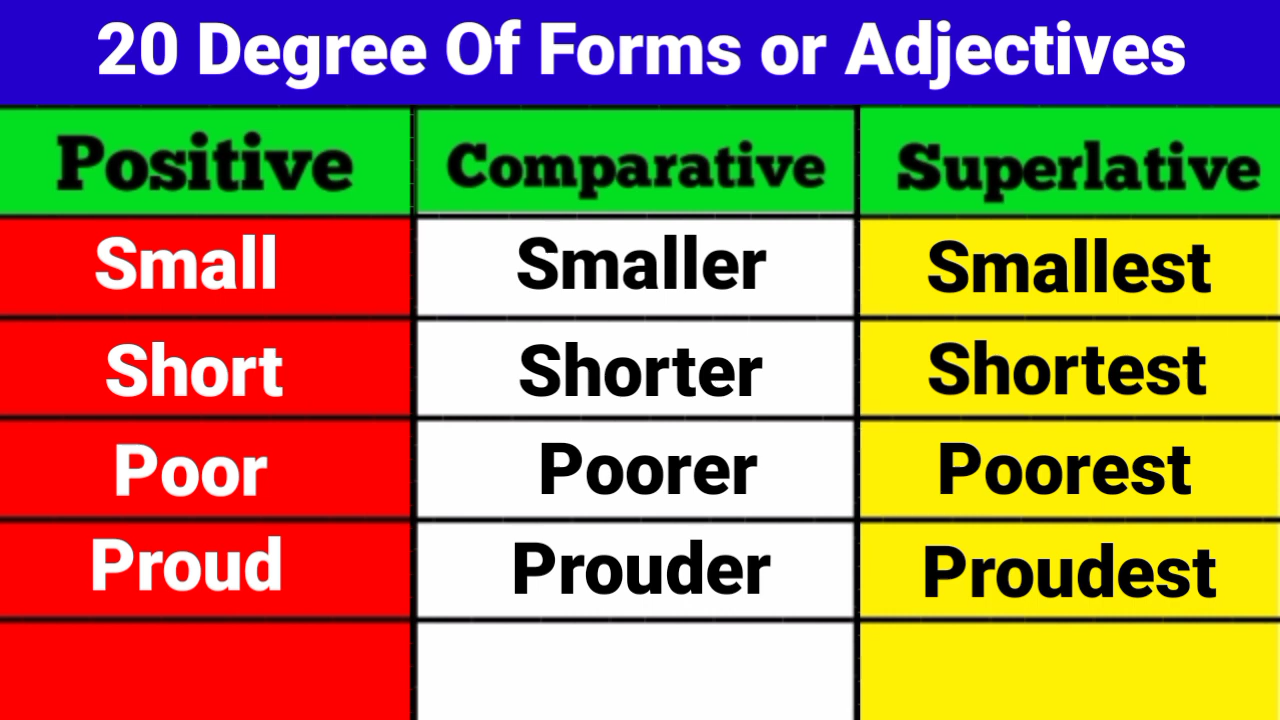 20 Degree Of Forms or Adjectives
Positive Comparative Superlative
Small Smaller Smallest
Short Shorter Shortest
Poor Poorer Poorest
Proud Prouder Proudest